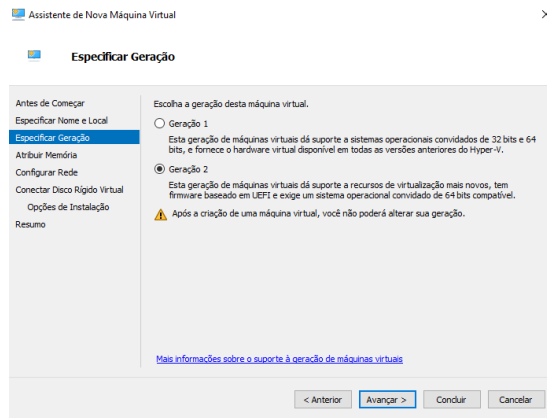 Assistente de Nova Máquina Virtual
Especificar Geração
Antes de Começar
Especificar Nome e Local
Especificar Geração
Atribuir Memória
Configurar Rede
Conectar Disco Rígido Virtual
Opções de Instalação
Resumo
Escolha a geração desta máquina virtual.
Geração 1
Esta geração de máquinas virtuais dá suporte a sistemas operacionais convidados de 32 bits e 64
bits, e fornece o hardware virtual disponível em todas as versões anteriores do Hyper-V.
Geração 2
Esta geração de máquinas virtuais dá suporte a recursos de virtualização mais novos, tem
firmware baseado em UEFI e exige um sistema operacional convidado de 64 bits compatível.
Após a criação de uma máquina virtual, você não poderá alterar sua geração.
Mais informações sobre o suporte à geração de máquinas virtuais
< Anterior
Avançar >
Concluir
Cancelar